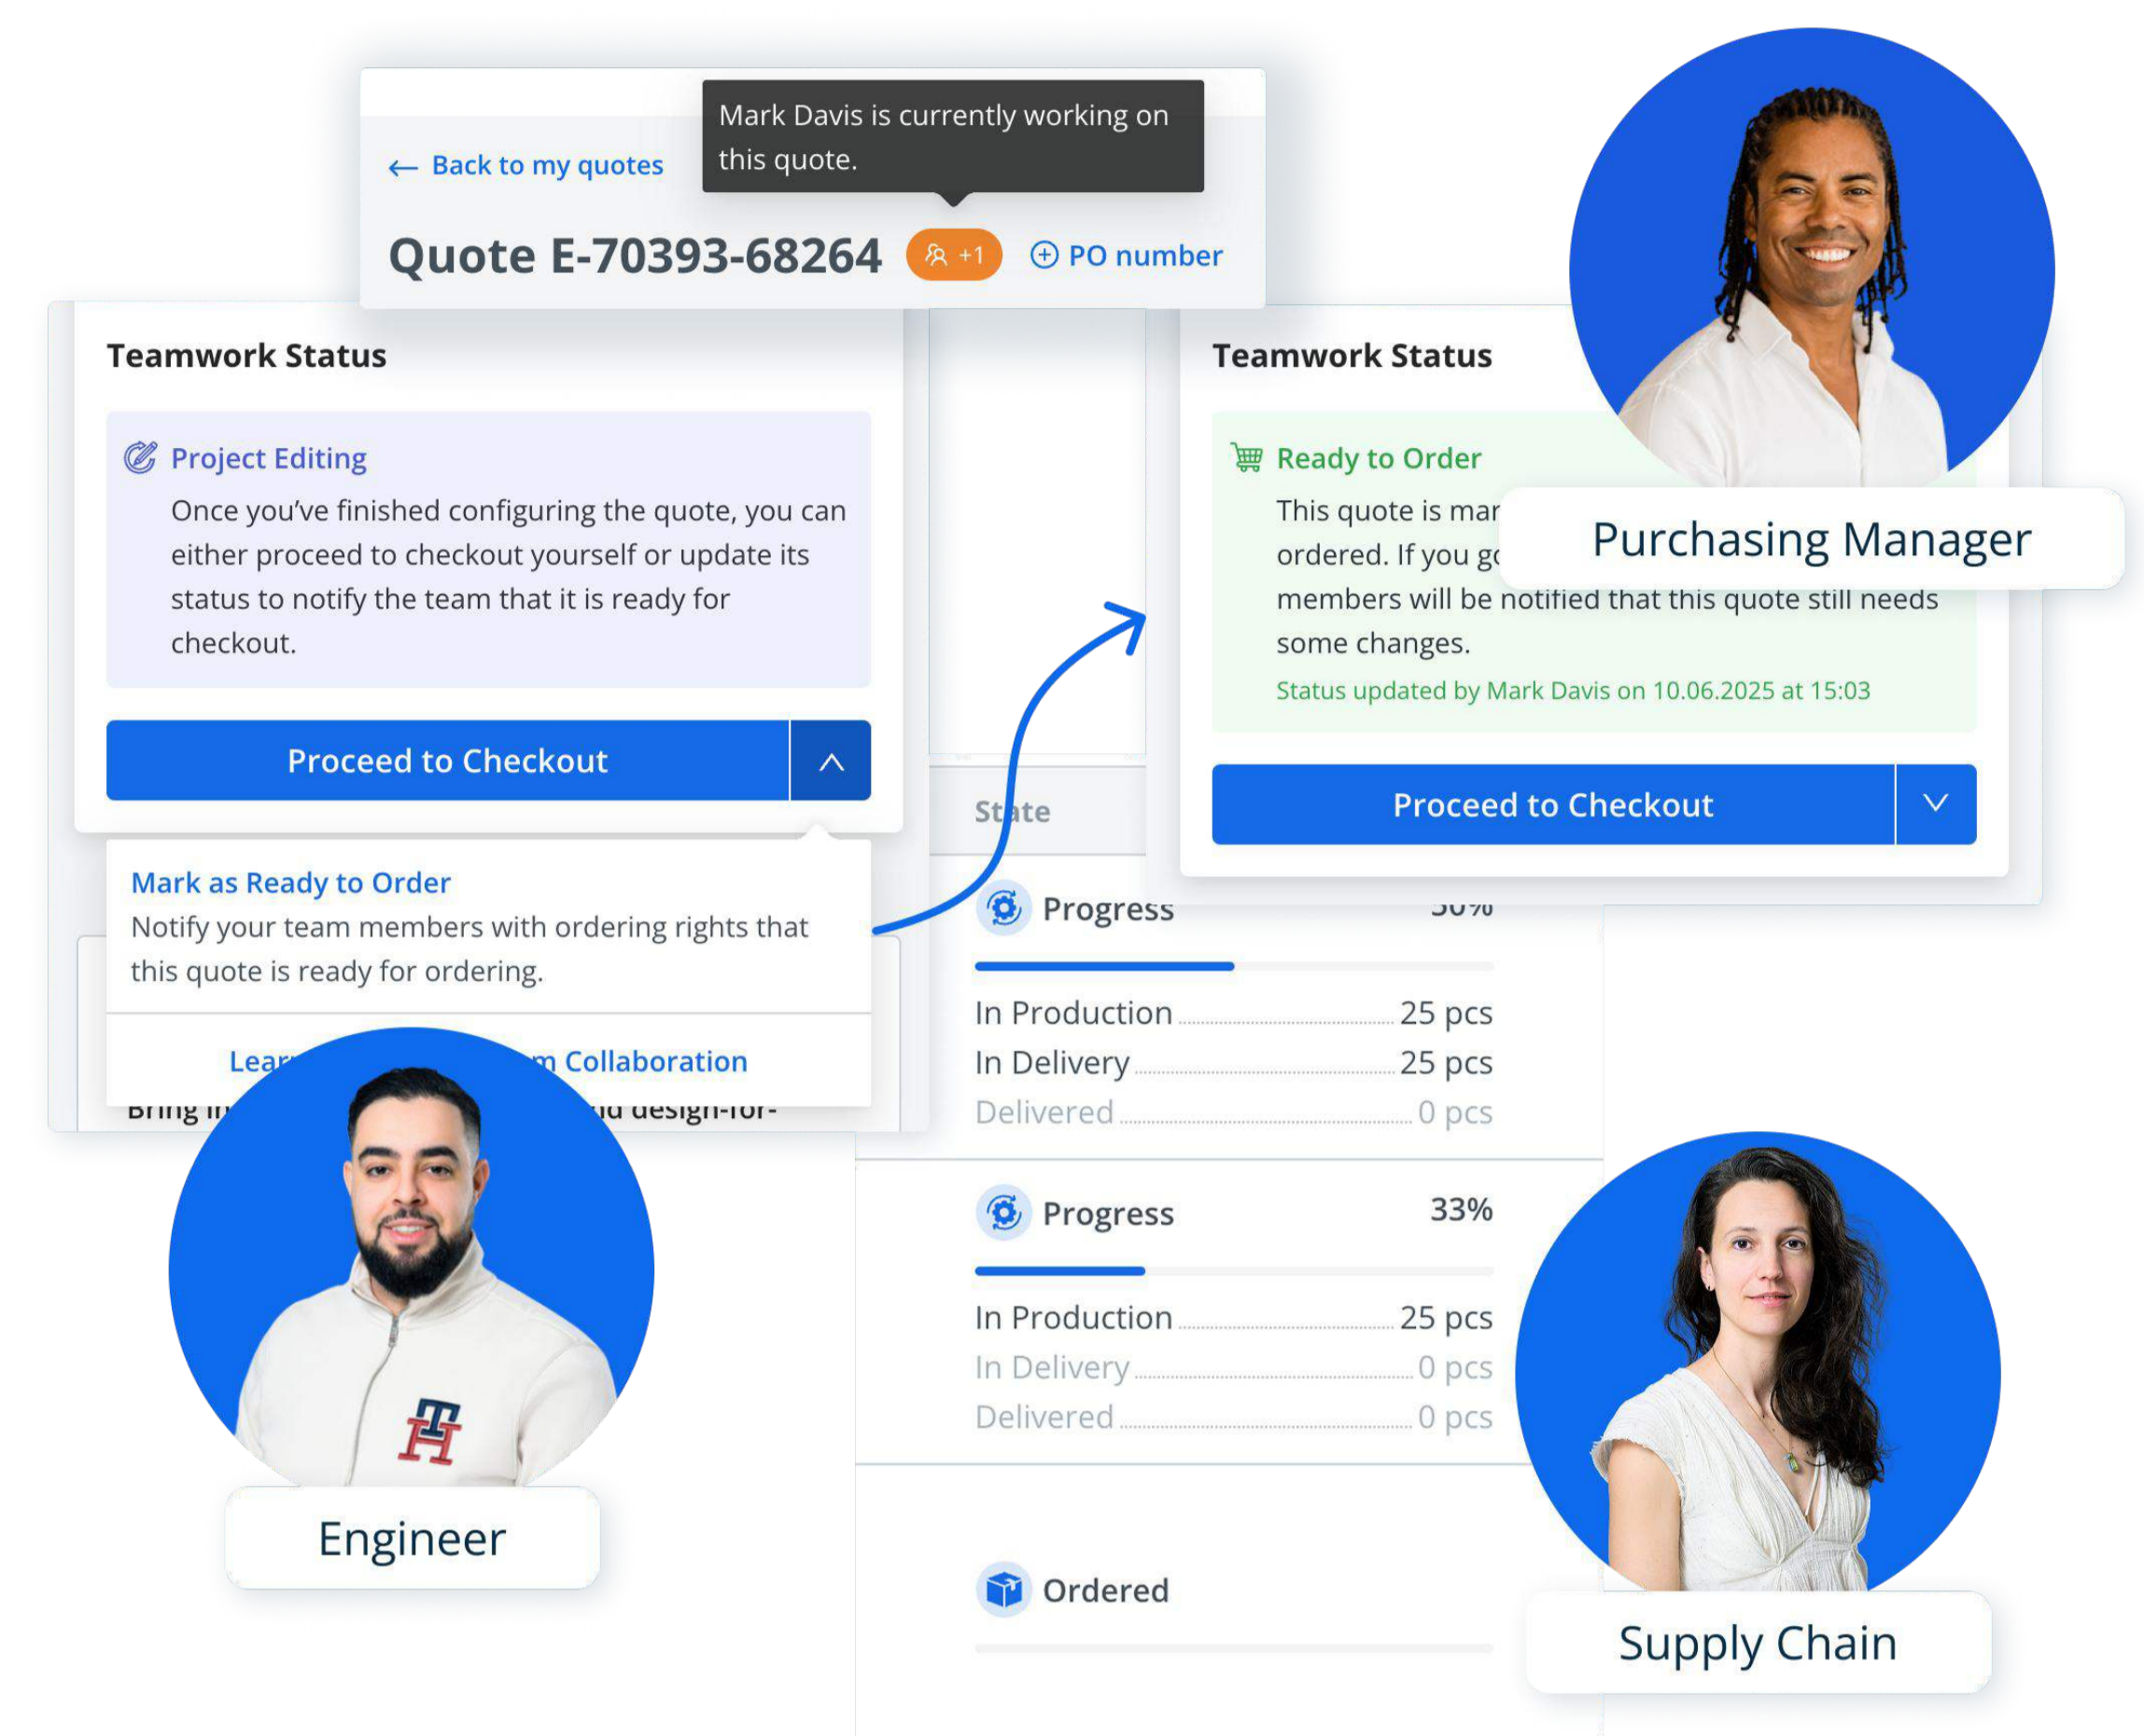 Mark Davis is currently working on
this quote.
← Back to my quotes
Quote E-70393-68264
+1
PO number
Teamwork Status
Project Editing
Once you’ve finished configuring the quote, you can
either proceed to checkout yourself or update its
status to notify the team that it is ready for
checkout.
Proceed to Checkout
Mark as Ready to Order
Notify your team members with ordering rights that
this quote is ready for ordering.
Collaboration
Bring
design-for-
Engineer
Teamwork Status
Ready to Order
This quote is
ordered. If you
members will be notified that this quote still needs
some changes.
Status updated by Mark Davis on 10.06.2025 at 15:03
Proceed to Checkout
Purchasing Manager
State
Progress
50%
In Production 25 pcs
In Delivery 25 pcs
Delivered 0 pcs
Progress 33%
In Production 25 pcs
In Delivery 0 pcs
Delivered 0 pcs
Ordered
Supply Chain